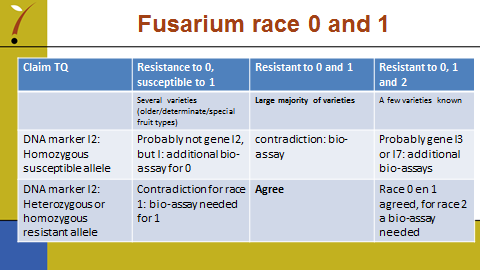 Fusarium race 0 and 1
Claim TQ
Resistance to 0,
susceptible to 1
Resistant to 0 and 1
Resistant to 0, 1
and 2
Several varieties
(older/determinate/special
fruit types)
Large majority of varieties
A few varieties known
DNA marker I2:
Homozygous
susceptible allele
Probably not gene I2,
but I: additional bio-
assay for 0
contradiction: bio-
assay
Probably gene I3
or I7: additional
bio-assays
DNA marker I2:
Heterozygous or
homozygous
resistant allele
Contradiction for race
1: bio-assay needed
for 1
Agree
Race 0 en 1
agreed, for race 2
a bio-assay
needed